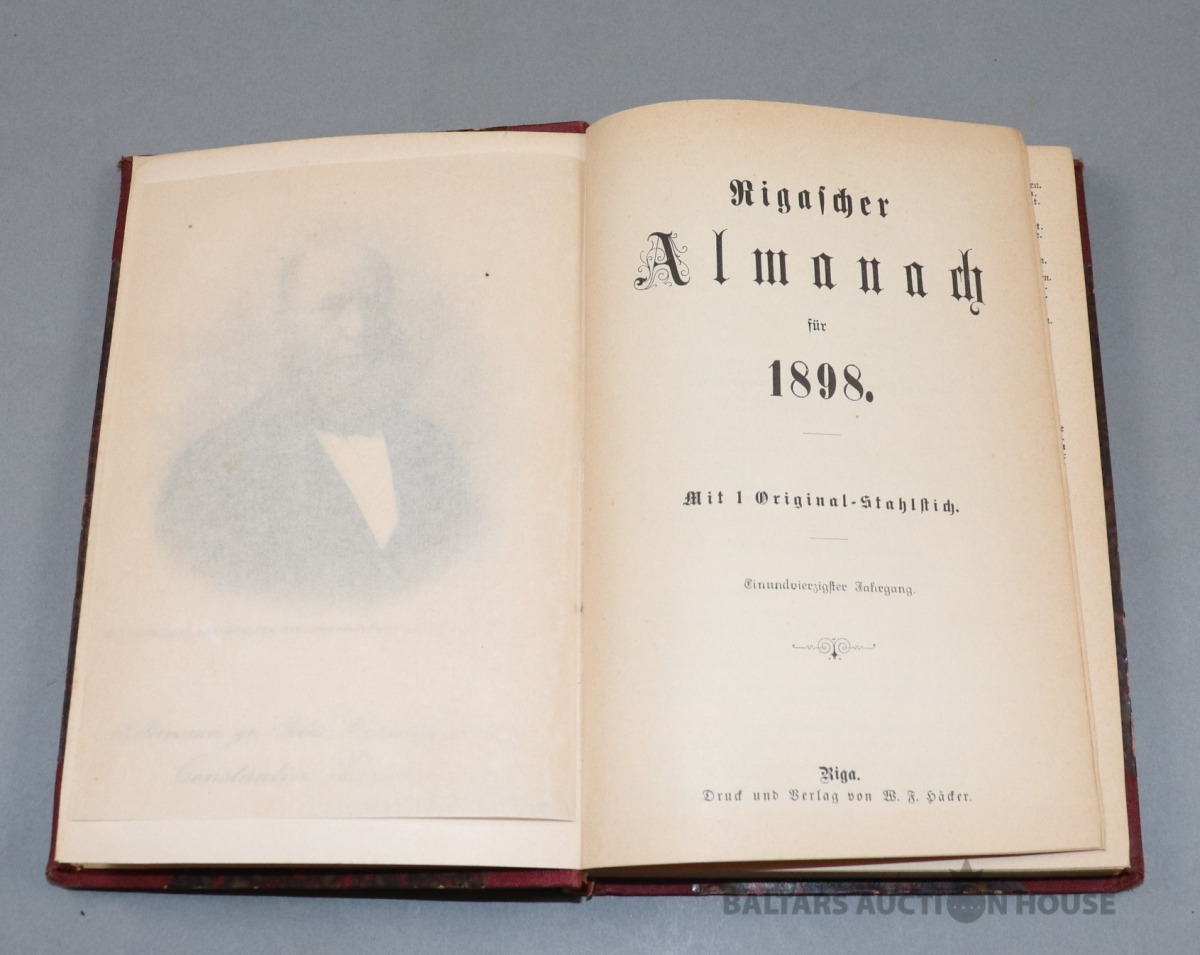 Rigascher
Almanach
für
1898.
Mit 1 Original-Stahlstich.
Einundvierzigster Jahrgang.
Riga.
Druck und Verlag von W. F. Häcker.
Constantin
BALTARS AUCTION HOUSE